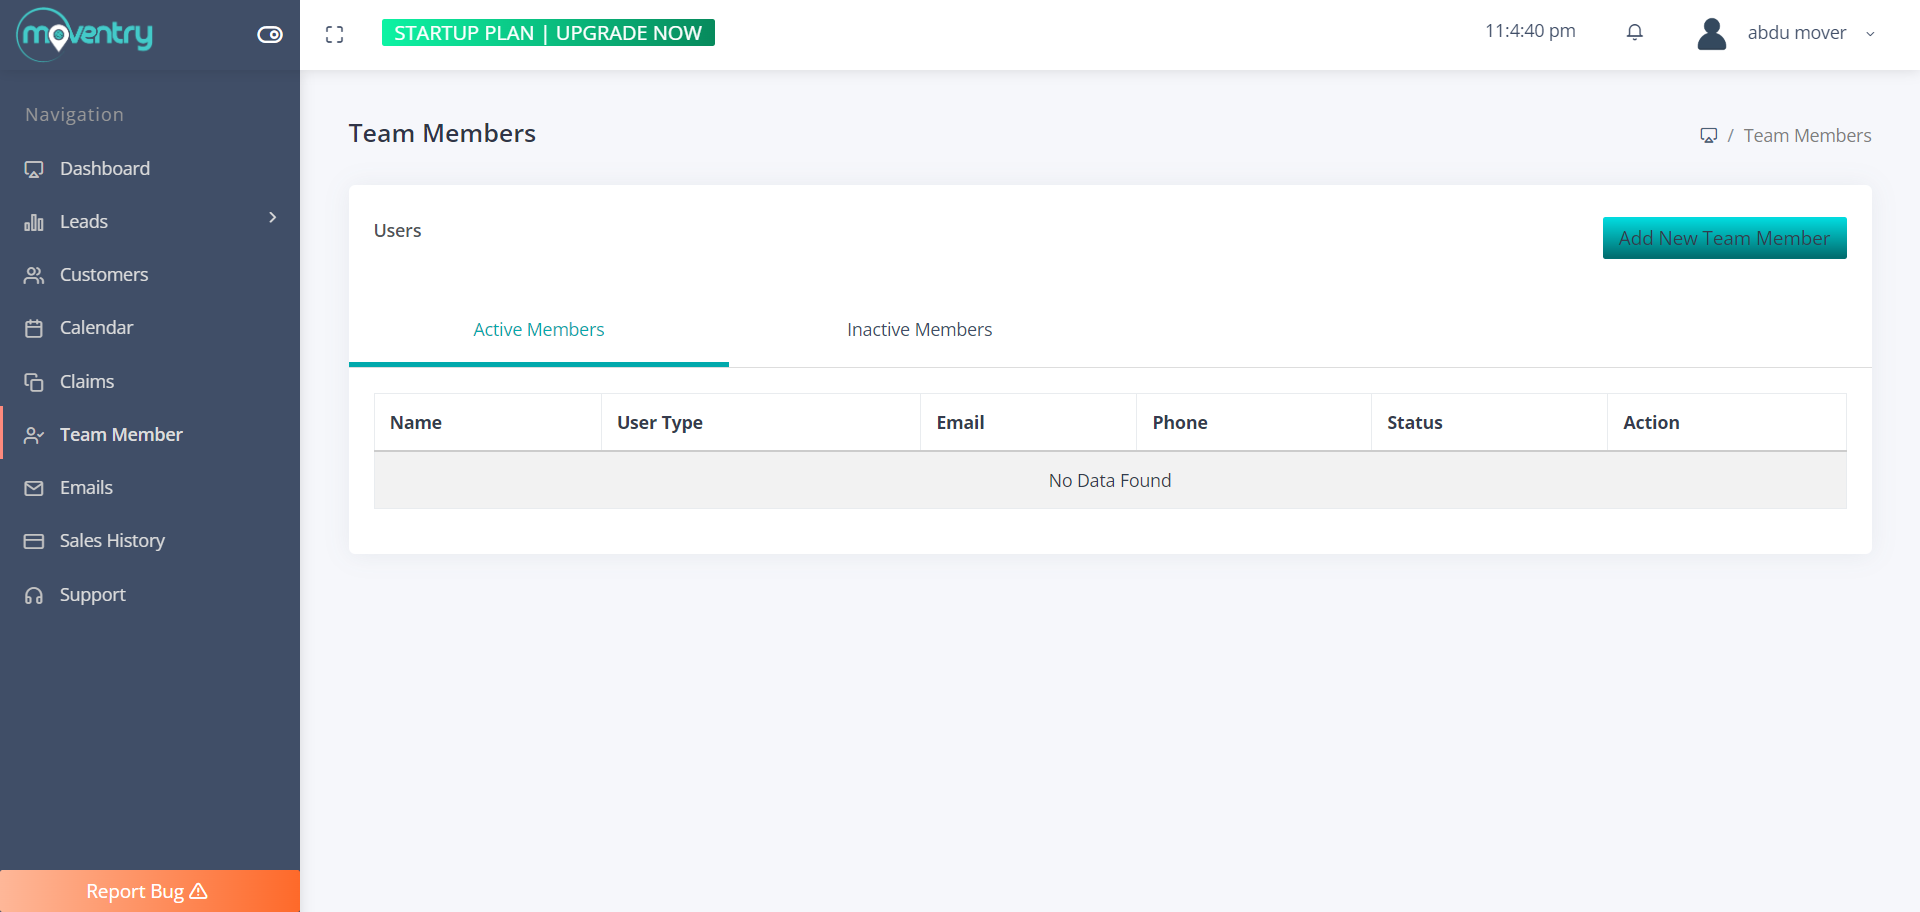 moventry
STARTUP PLAN | UPGRADE NOW
11:4:40 pm
abdu mover
Navigation
Dashboard
Leads
Customers
Calendar
Claims
Team Member
Emails
Sales History
Support
Report Bug
Team Members
/ Team Members
Users
Add New Team Member
Active Members
Inactive Members
Name User Type Email Phone Status Action
No Data Found